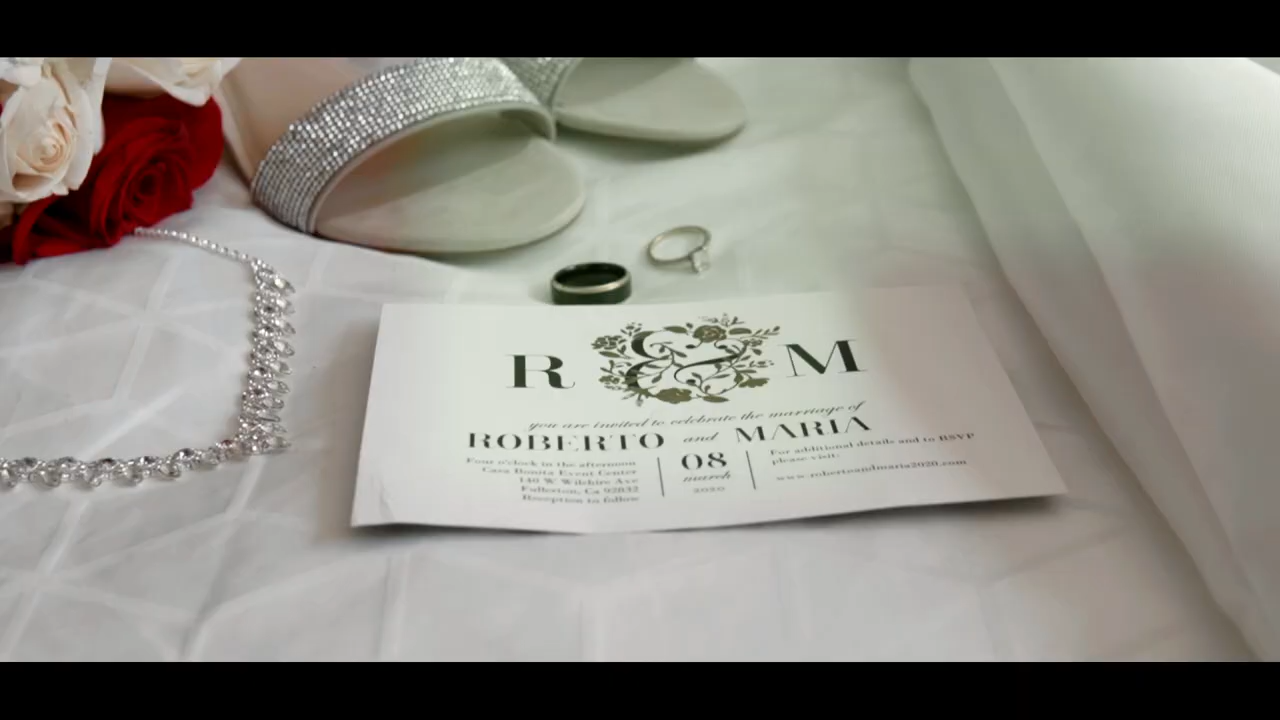 R & M
you are invited to celebrate the marriage of
ROBERTO and MARIA
Four o'clock in the afternoon
Casa Bonita Event Center
140 W Wilshire Ave
Fullerton, Ca 92832
Reception to follow
08
march
2020
For additional details and to RSVP
please visit:
www.robertoandmaria2020.com